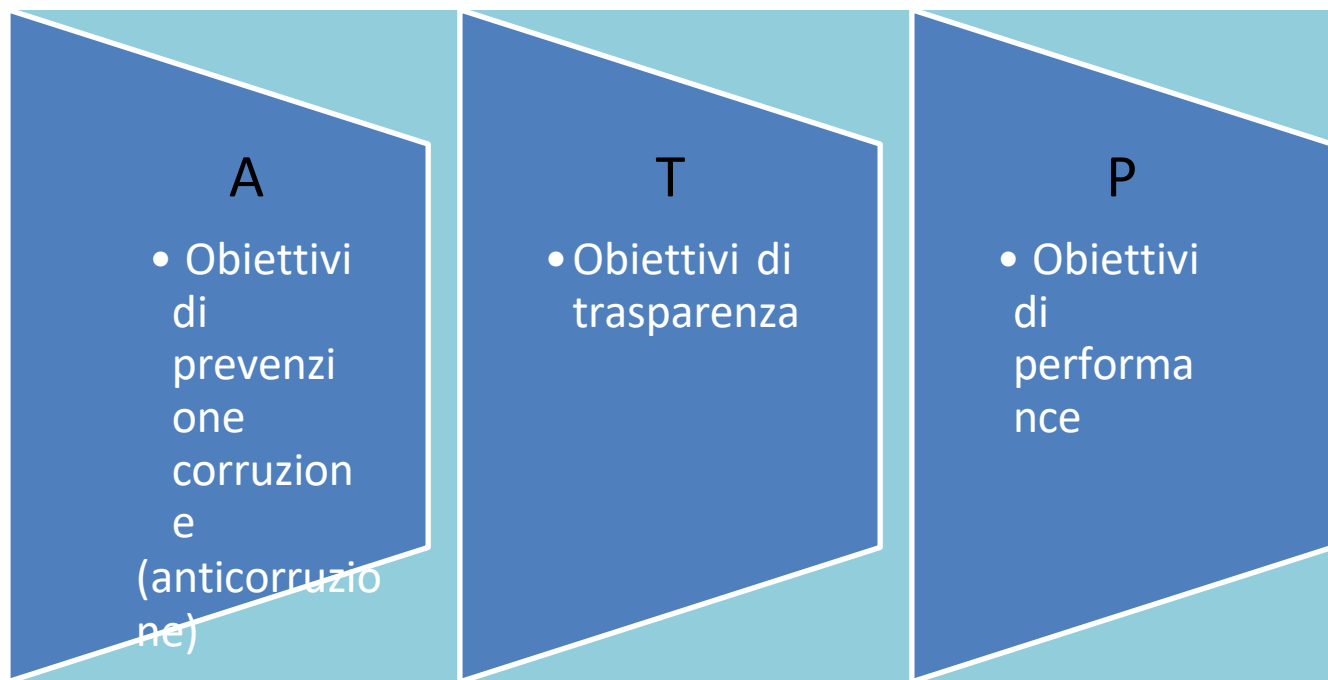 A
• Obiettivi
di
prevenzi
one
corruzion
e
(anticorruzio
ne)
T
• Obiettivi di
trasparenza
P
• Obiettivi
di
performa
nce